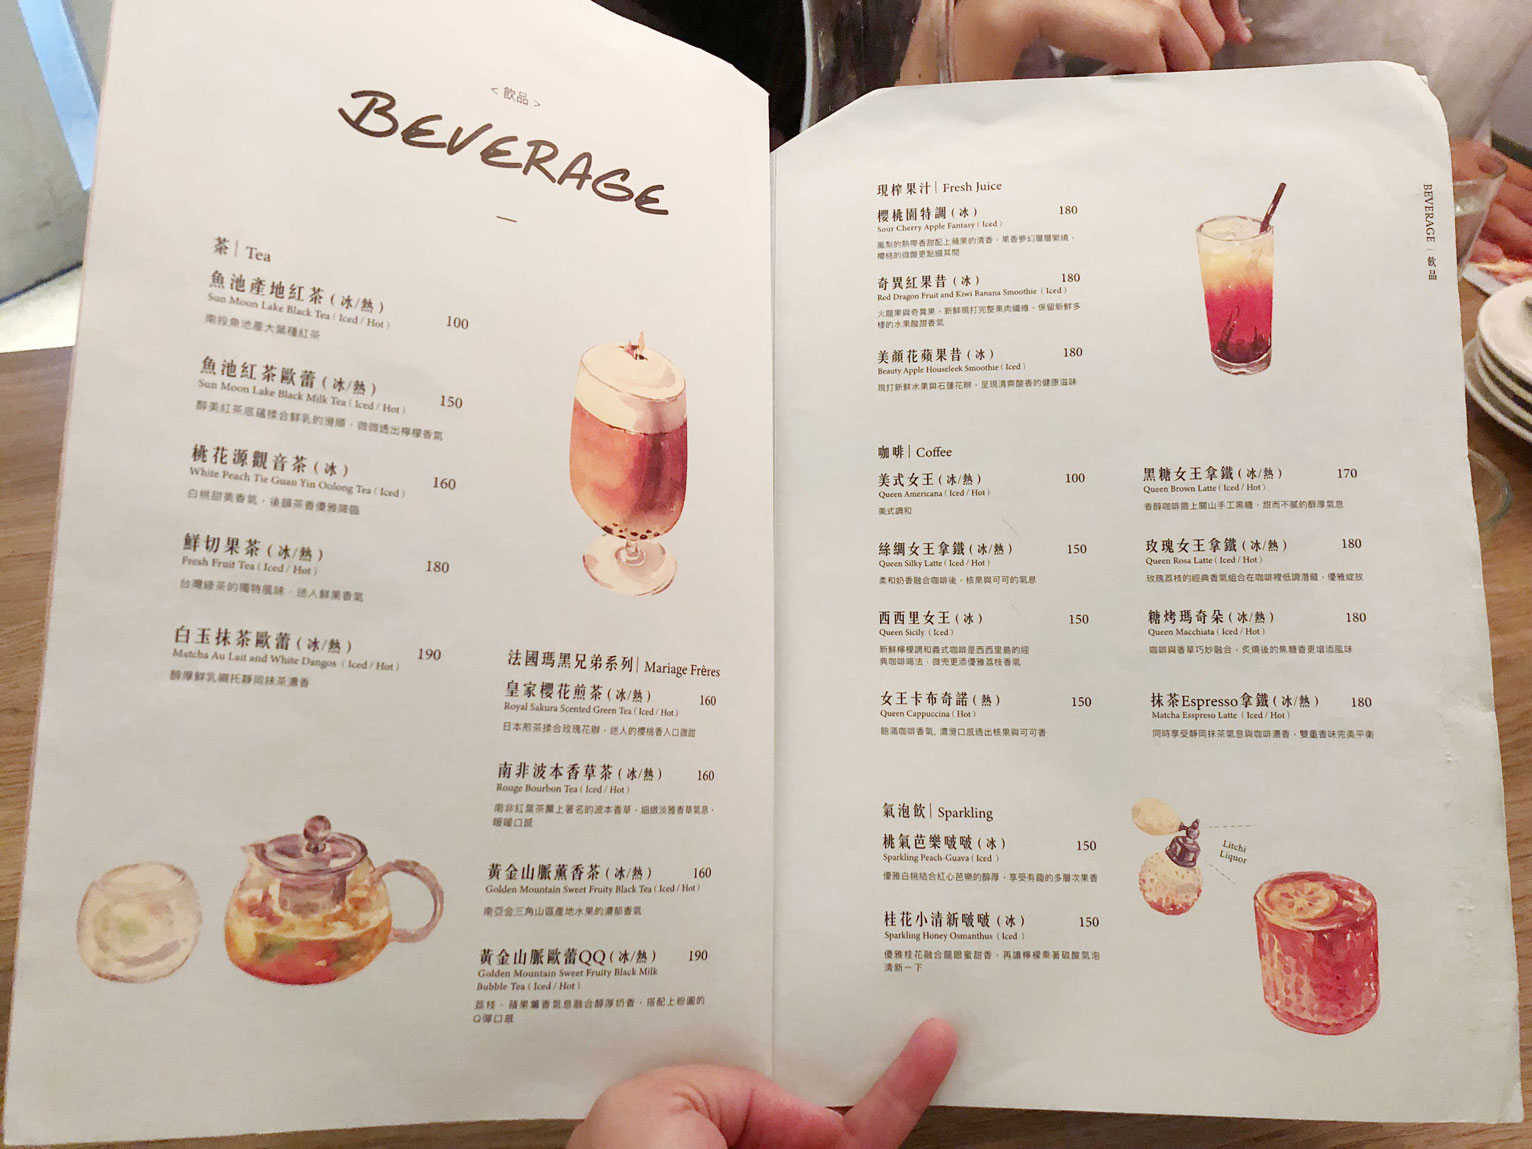 < 飲品 >
BEVERAGE
茶 | Tea
魚池產地紅茶 (冰/熱) 100
Sun Moon Lake Black Tea ( Iced / Hot )
南投魚池產大葉種紅茶
魚池紅茶歐蕾 (冰/熱) 150
Sun Moon Lake Black Milk Tea ( Iced / Hot )
醇美紅茶底蘊揉合鮮乳的滑順，微微透出檸檬香氣
桃花源觀音茶 (冰) 160
White Peach Tie Guan Yin Oolong Tea ( Iced )
白桃甜美香氣、後韻茶香優雅降臨
鮮切果茶 (冰/熱) 180
Fresh Fruit Tea ( Iced / Hot )
台灣綠茶的獨特風味，迷人鮮果香氣
白玉抹茶歐蕾 (冰/熱) 190
Matcha Au Lait and White Dangos ( Iced / Hot )
醇厚鮮乳襯托靜岡抹茶濃香
法國瑪黑兄弟系列 | Mariage Frères
皇家櫻花煎茶 (冰/熱) 160
Royal Sakura Scented Green Tea ( Iced / Hot )
日本煎茶揉合玫瑰花瓣，迷人的櫻桃香入口微甜
南非波本香草茶 (冰/熱) 160
Rouge Bourbon Tea ( Iced / Hot )
南非紅葉茶薰上著名的波本香草，細緻淡雅香草氣息，
暖暖口感
黃金山脈薰香茶 (冰/熱) 160
Golden Mountain Sweet Fruity Black Tea ( Iced / Hot )
南亞金三角山區產地水果的濃郁香氣
黃金山脈歐蕾QQ (冰/熱) 190
Golden Mountain Sweet Fruity Black Milk
Bubble Tea ( Iced / Hot )
荔枝、蘋果薰香氣息融合醇厚奶香，搭配上粉圓的
Q彈口感
BEVERAGE | 飲品
現榨果汁 | Fresh Juice
櫻桃園特調 (冰) 180
Sour Cherry Apple Fantasy ( Iced )
鳳梨的熱帶香甜配上蘋果的清香，果香夢幻層層縈繞，
櫻桃的微酸更點綴其間
奇異紅果昔 (冰) 180
Red Dragon Fruit and Kiwi Banana Smoothie ( Iced )
火龍果與奇異果，新鮮現打完整果肉纖維，保留新鮮多
樣的水果酸甜香氣
美顏花蘋果昔 (冰) 180
Beauty Apple Houseleek Smoothie ( Iced )
現打新鮮水果與石蓮花瓣，呈現清爽酸香的健康滋味
咖啡 | Coffee
美式女王 (冰/熱) 100
Queen Americana ( Iced / Hot )
美式調和
絲綢女王拿鐵 (冰/熱) 150
Queen Silky Latte ( Iced / Hot )
柔和奶香融合咖啡後，核果與可可的氣息
西西里女王 (冰) 150
Queen Sicily ( Iced )
新鮮檸檬調和義式咖啡是西西里島的經
典咖啡喝法，微兜更添優雅荔枝香氣
女王卡布奇諾 (熱) 150
Queen Cappuccina ( Hot )
飽滿咖啡香氣, 濃滑口感透出核果與可可香
黑糖女王拿鐵 (冰/熱) 170
Queen Brown Latte ( Iced / Hot )
香醇咖啡撒上關山手工黑糖，甜而不膩的醇厚氣息
玫瑰女王拿鐵 (冰/熱) 180
Queen Rosa Latte ( Iced / Hot )
玫瑰荔枝的經典香氣組合在咖啡裡低調潛藏，優雅綻放
糖烤瑪奇朵 (冰/熱) 180
Queen Macchiata ( Iced / Hot )
咖啡與香草巧妙融合，炙燒後的焦糖香更增添風味
抹茶Espresso拿鐵 (冰/熱) 180
Matcha Esspreso Latte ( Iced / Hot )
同時享受靜岡抹茶氣息與咖啡濃香，雙重香味完美平衡
氣泡飲 | Sparkling
桃氣芭樂啵啵 (冰) 150
Sparkling Peach-Guava ( Iced )
優雅白桃結合紅心芭樂的醇厚，享受有趣的多層次果香
桂花小清新啵啵 (冰) 150
Sparkling Honey Osmanthus ( Iced )
優雅桂花融合龍眼蜜甜香，再讓檸檬乘著碳酸氣泡
清新一下
Litchi
Liquor